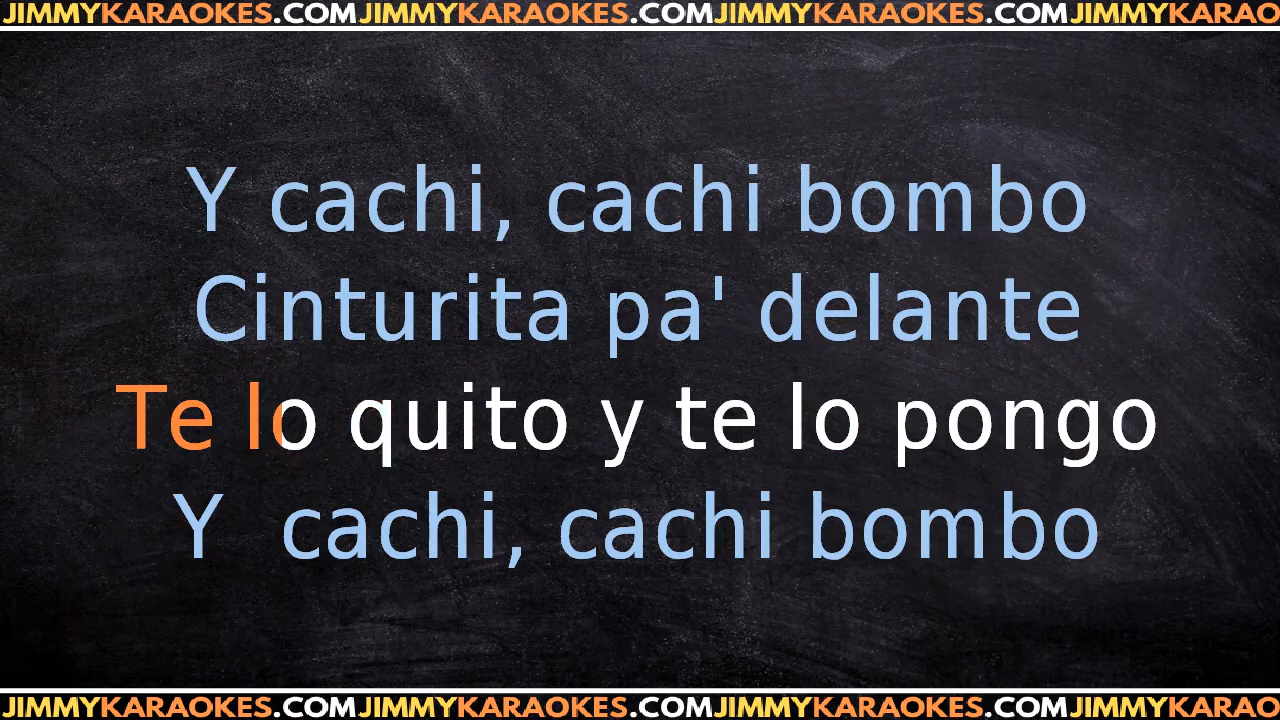 JIMMYKARAOKES.COMJIMMYKARAOKES.COMJIMMYKARAOKES.COMJIMMYKARAO
Y cachi, cachi bombo
Cinturita pa' delante
Te lo quito y te lo pongo
Y cachi, cachi bombo
JIMMYKARAOKES.COMJIMMYKARAOKES.COMJIMMYKARAOKES.COMJIMMYKARAO